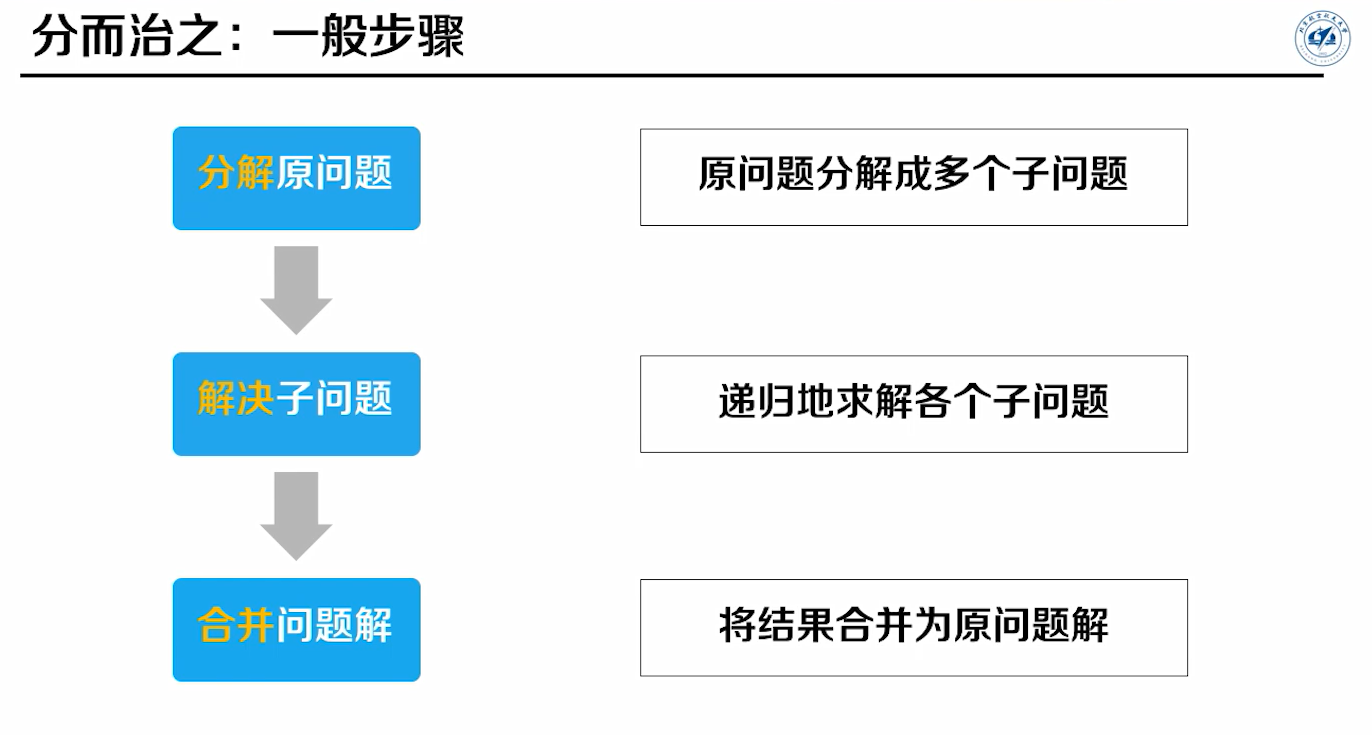 分而治之：一般步骤
分解原问题
原问题分解成多个子问题
解决子问题
递归地求解各个子问题
合并问题解
将结果合并为原问题解